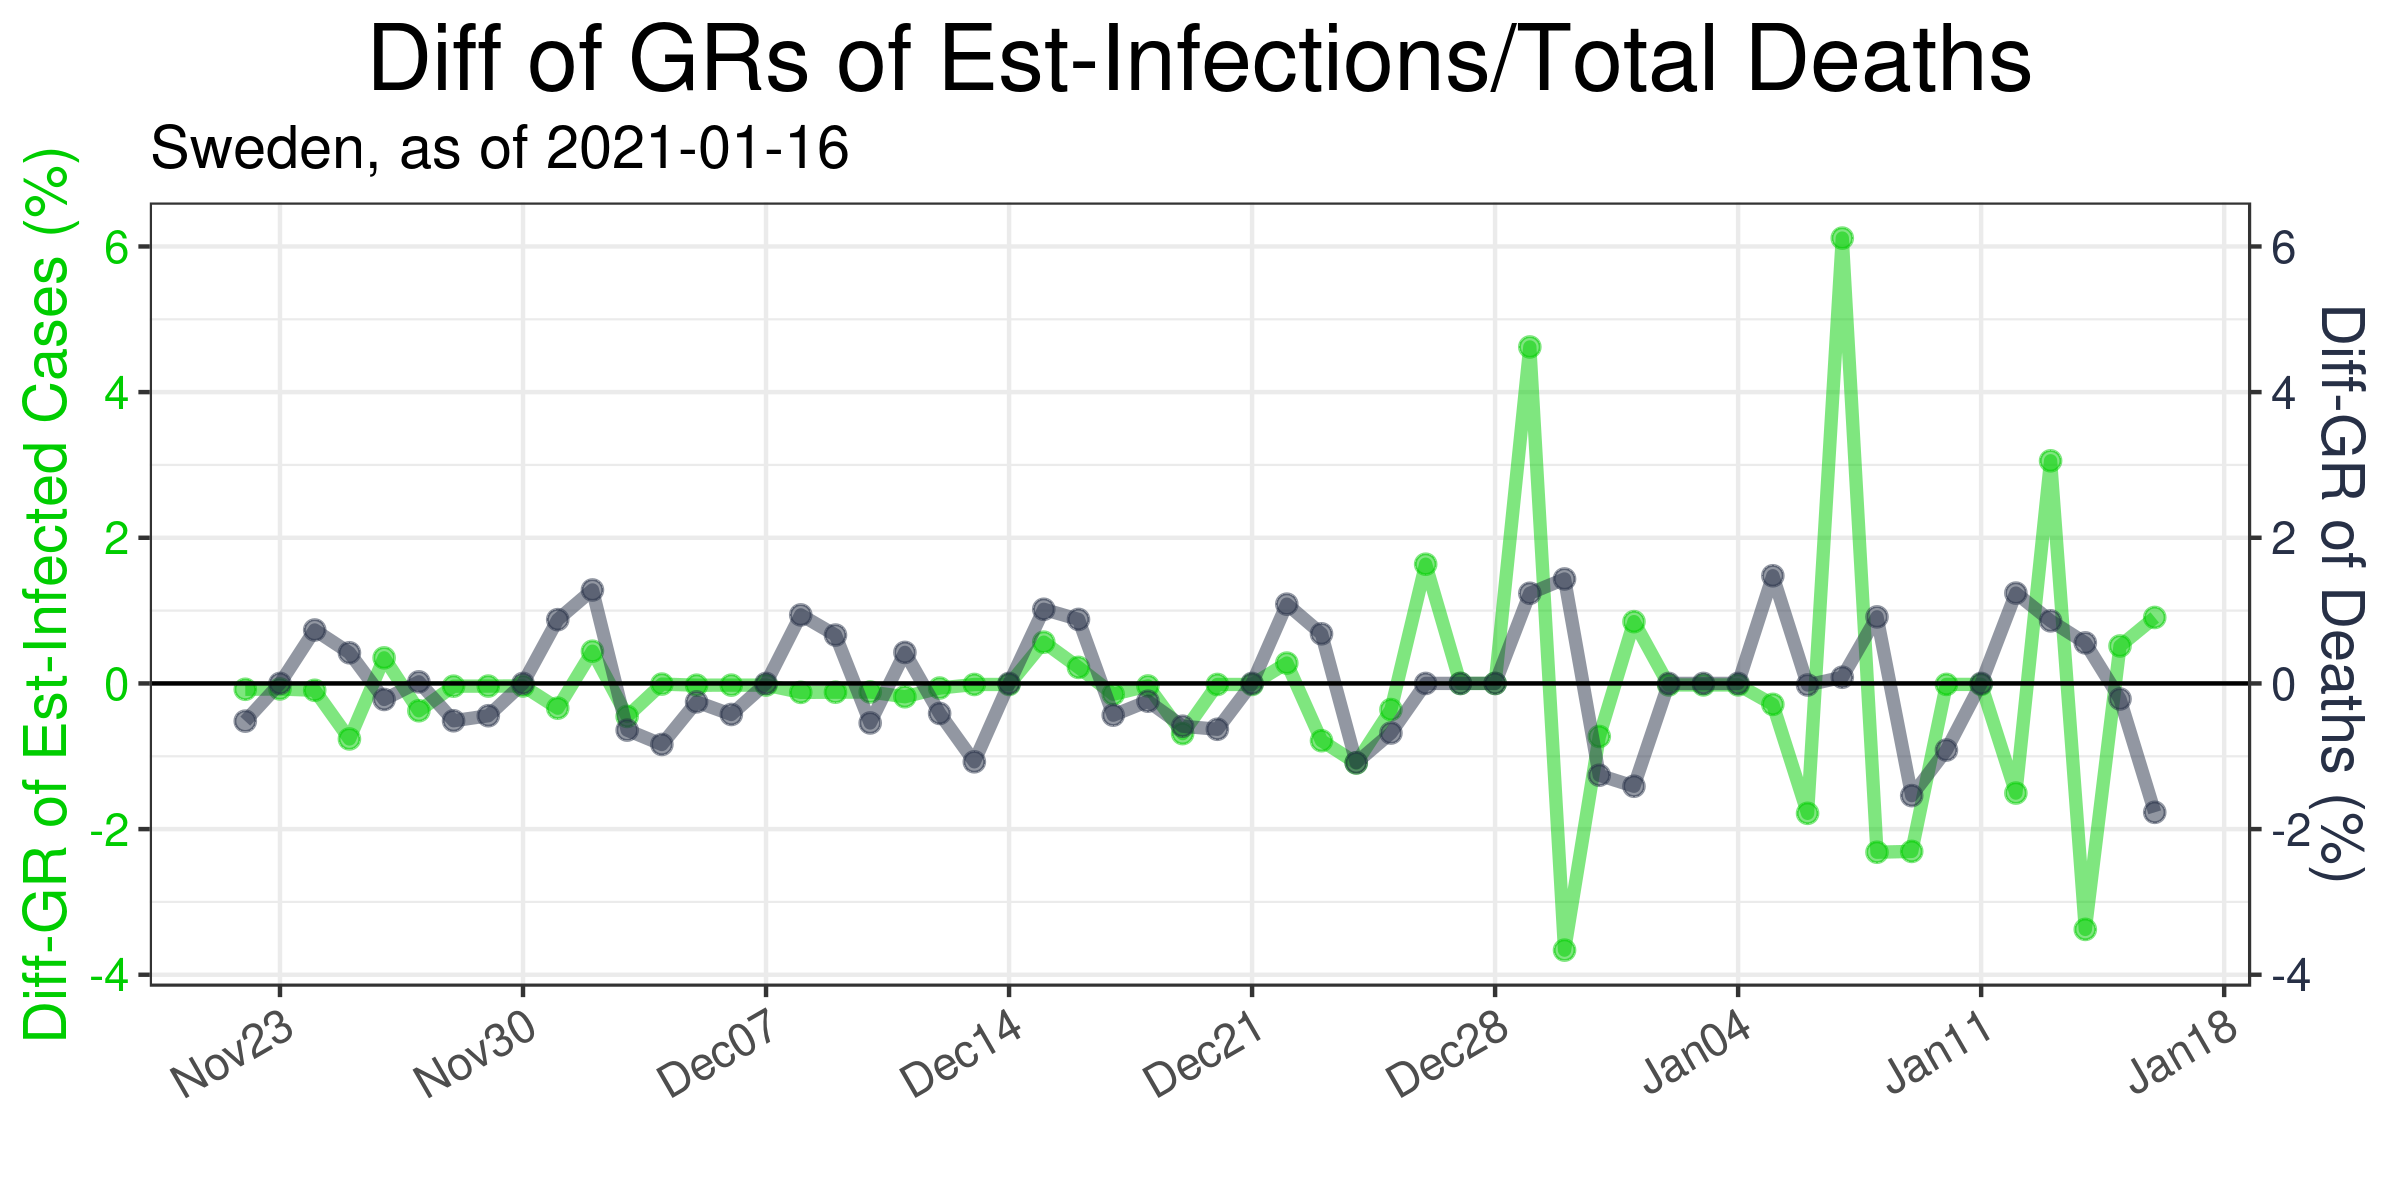 Diff of GRs of Est-Infections/Total Deaths
Sweden, as of 2021-01-16
Diff-GR of Est-Infected Cases (%)
6
4
2
0
-2
-4
6
4
2
0
-2
-4
Diff-GR of Deaths (%)
Nov23
Nov30
Dec07
Dec14
Dec21
Dec28
Jan04
Jan11
Jan18